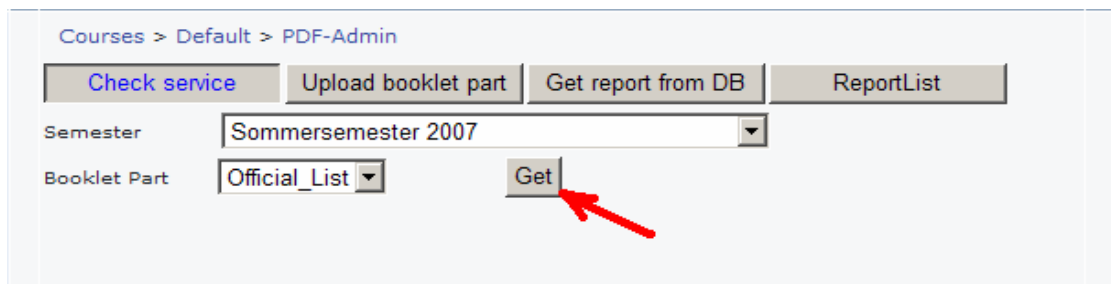 Courses > Default > PDF-Admin
Check service Upload booklet part Get report from DB ReportList
Semester Sommersemester 2007
Booklet Part Official_List Get